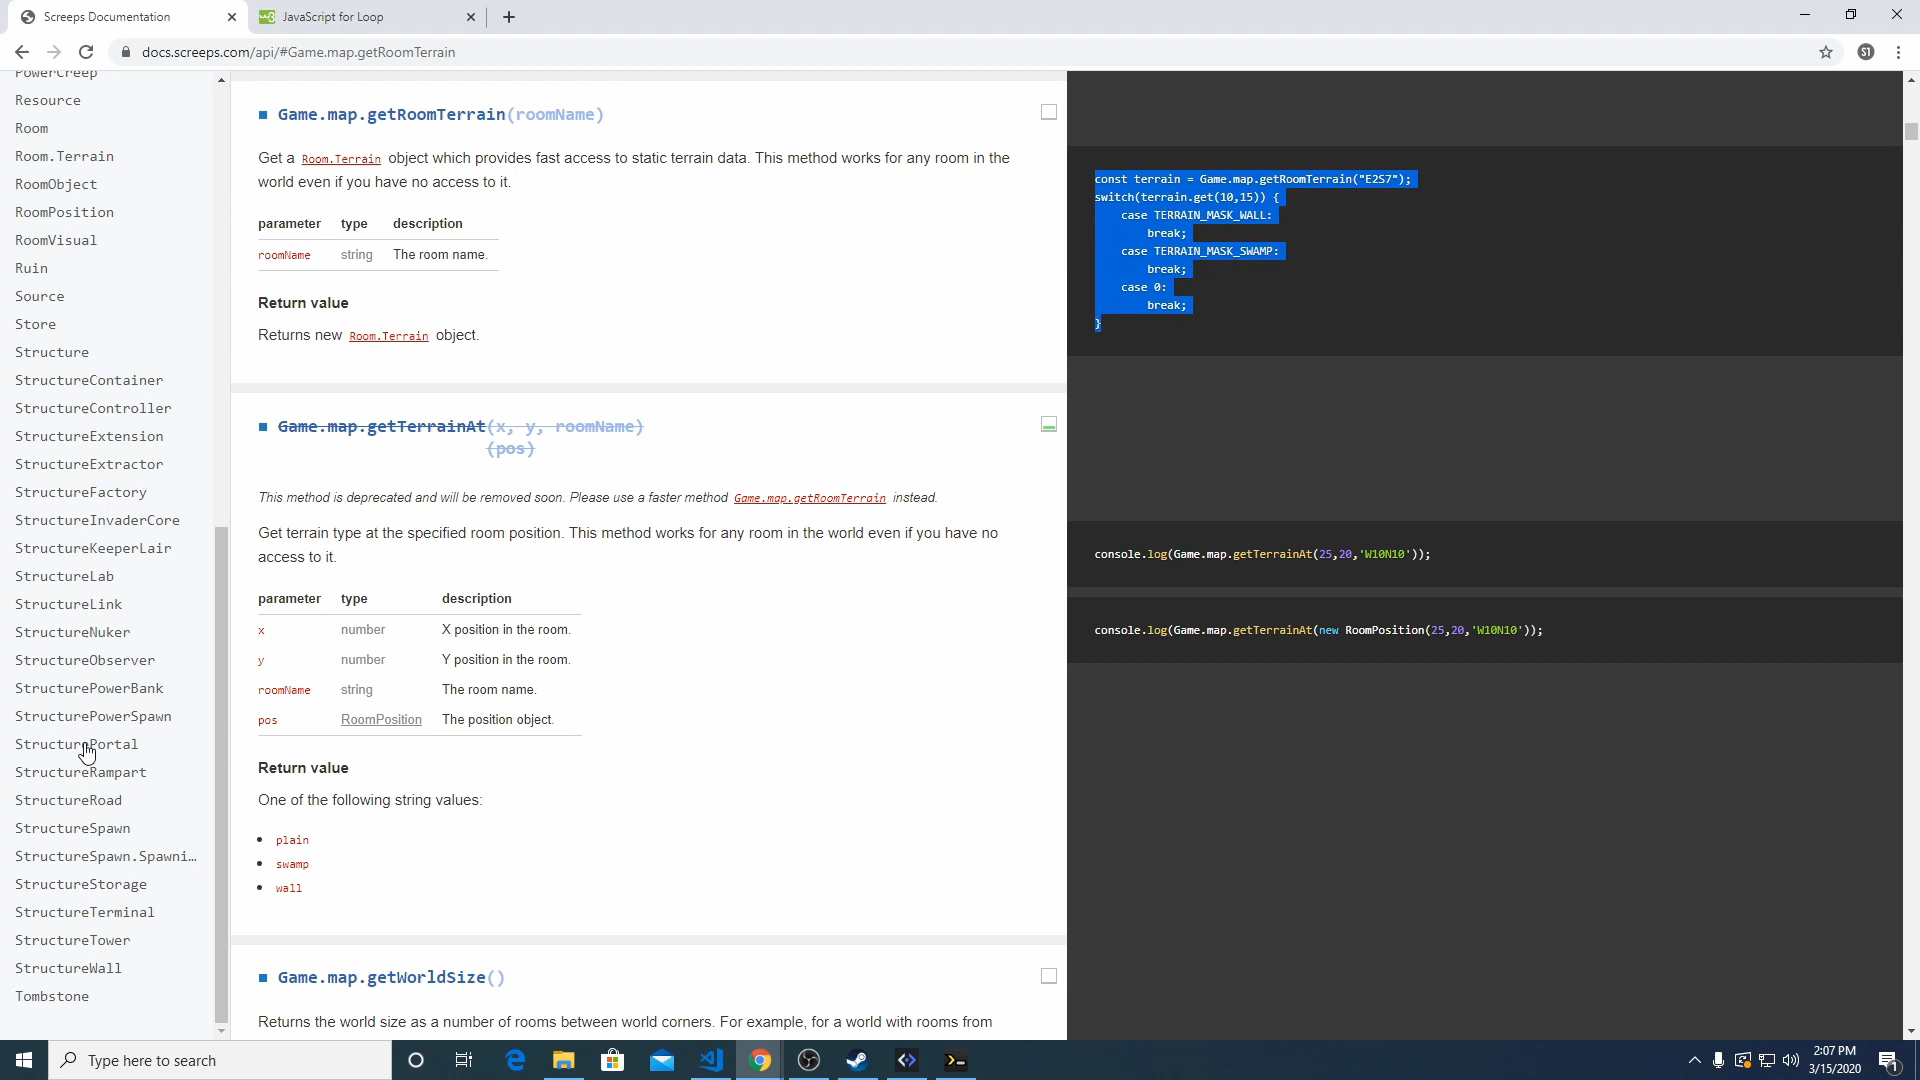 Screeps Documentation
JavaScript for Loop
docs.screeps.com/api/#Game.map.getRoomTerrain
S1
PowerCreep
Resource
Room
Room.Terrain
RoomObject
RoomPosition
RoomVisual
Ruin
Source
Store
Structure
StructureContainer
StructureController
StructureExtension
StructureExtractor
StructureFactory
StructureInvaderCore
StructureKeeperLair
StructureLab
StructureLink
StructureNuker
StructureObserver
StructurePowerBank
StructurePowerSpawn
StructurePortal
StructureRampart
StructureRoad
StructureSpawn
StructureSpawn.Spawni…
StructureStorage
StructureTerminal
StructureTower
StructureWall
Tombstone
Game.map.getRoomTerrain(roomName)
Get a Room.Terrain object which provides fast access to static terrain data. This method works for any room in the
world even if you have no access to it.
parameter type description
roomName string The room name.
Return value
Returns new Room.Terrain object.
Game.map.getTerrainAt(x, y, roomName)
(pos)
This method is deprecated and will be removed soon. Please use a faster method Game.map.getRoomTerrain instead.
Get terrain type at the specified room position. This method works for any room in the world even if you have no
access to it.
parameter type description
x number X position in the room.
y number Y position in the room.
roomName string The room name.
pos RoomPosition The position object.
Return value
One of the following string values:
plain
swamp
wall
Game.map.getWorldSize()
Returns the world size as a number of rooms between world corners. For example, for a world with rooms from
const terrain = Game.map.getRoomTerrain("E2S7");
switch(terrain.get(10,15)) {
case TERRAIN_MASK_WALL:
break;
case TERRAIN_MASK_SWAMP:
break;
case 0:
break;
}
console.log(Game.map.getTerrainAt(25,20,'W10N10'));
console.log(Game.map.getTerrainAt(new RoomPosition(25,20,'W10N10'));
Type here to search
2:07 PM
3/15/2020
1